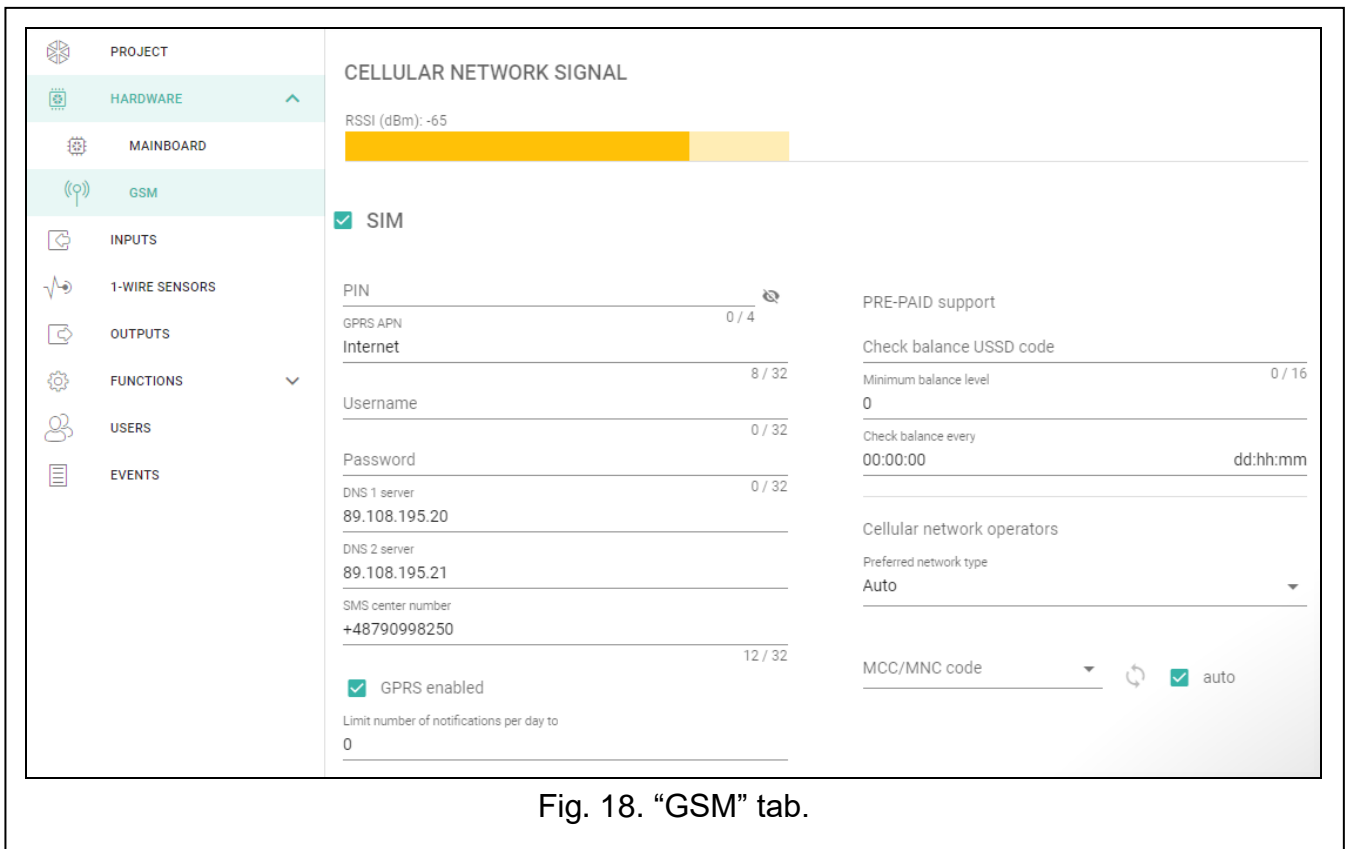 PROJECT
HARDWARE
MAINBOARD
GSM
INPUTS
1-WIRE SENSORS
OUTPUTS
FUNCTIONS
USERS
EVENTS
CELLULAR NETWORK SIGNAL
RSSI (dBm): -65
SIM
PIN
0 / 4
GPRS APN
Internet
8 / 32
Username
0 / 32
Password
0 / 32
DNS 1 server
89.108.195.20
DNS 2 server
89.108.195.21
SMS center number
+48790998250
12 / 32
GPRS enabled
Limit number of notifications per day to
0
PRE-PAID support
Check balance USSD code
0 / 16
Minimum balance level
0
Check balance every
00:00:00 dd:hh:mm
Cellular network operators
Preferred network type
Auto
MCC/MNC code auto
Fig. 18. “GSM” tab.